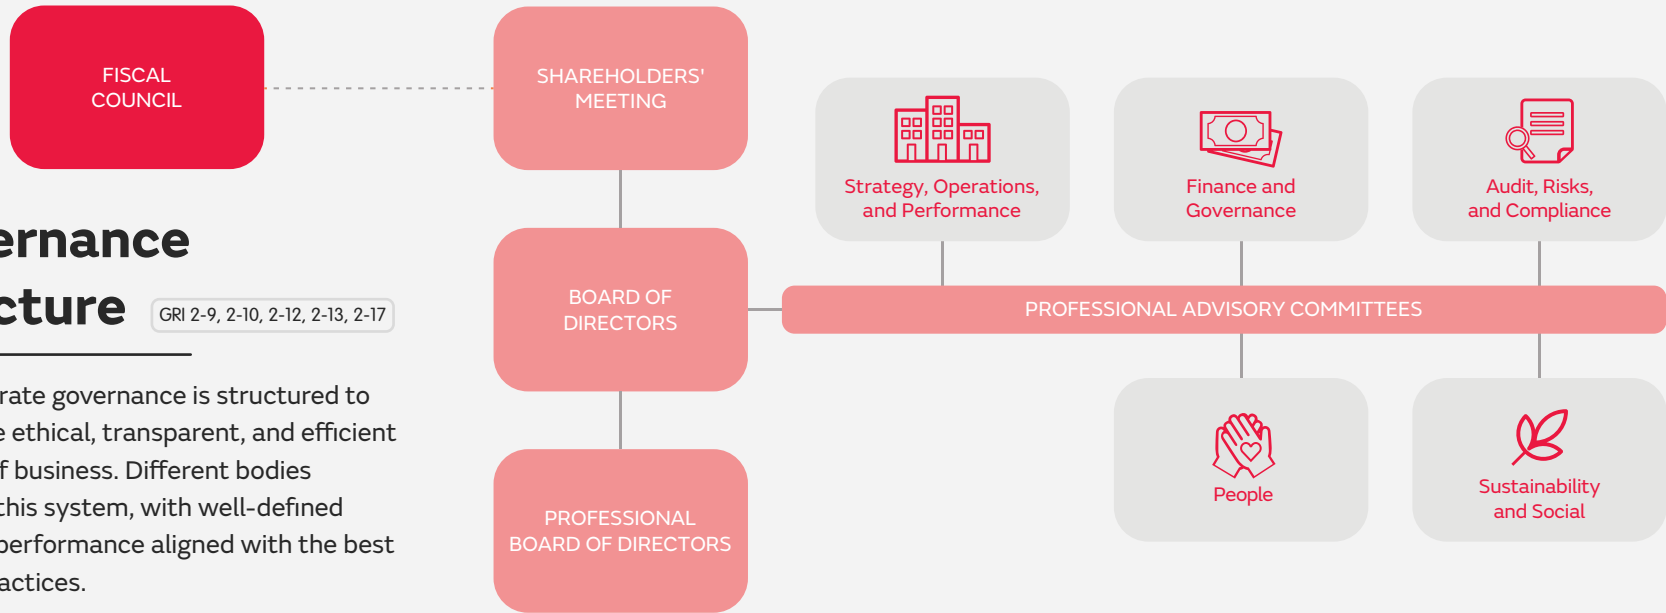 FISCAL
COUNCIL
SHAREHOLDERS'
MEETING
Strategy, Operations,
and Performance
Finance and
Governance
Audit, Risks,
and Compliance
ernance
cture
GRI 2-9, 2-10, 2-12, 2-13, 2-17
BOARD OF
DIRECTORS
PROFESSIONAL ADVISORY COMMITTEES
rate governance is structured to
e ethical, transparent, and efficient
f business. Different bodies
this system, with well-defined
performance aligned with the best
actices.
People
Sustainability
and Social
PROFESSIONAL
BOARD OF DIRECTORS